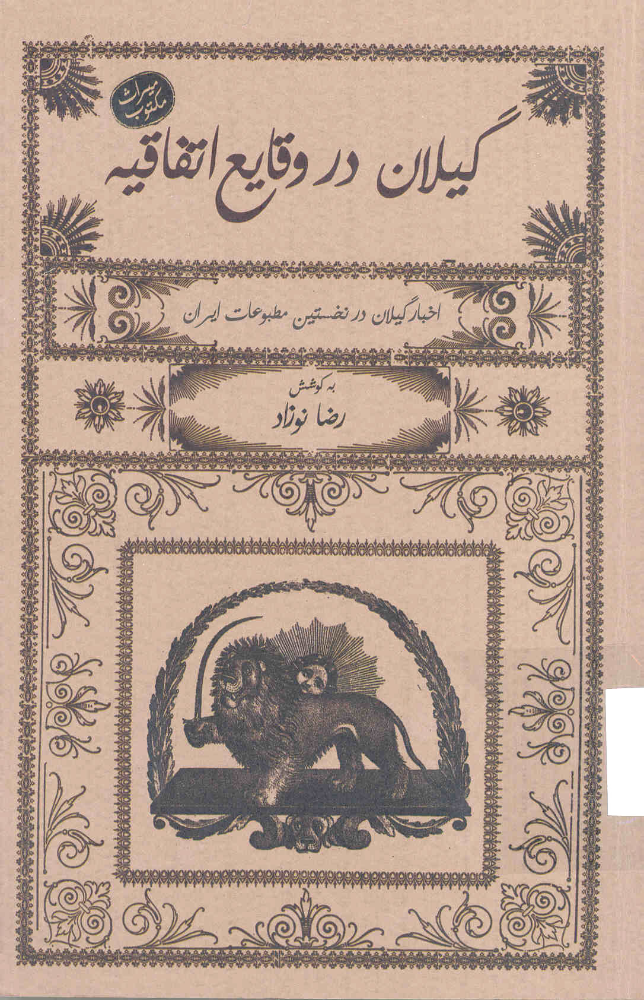 میراث
مکتوب
گیلان در وقایع اتفاقیه
اخبار گیلان در نخستین مطبوعات ایران
به کوشش
رضا نوزاد